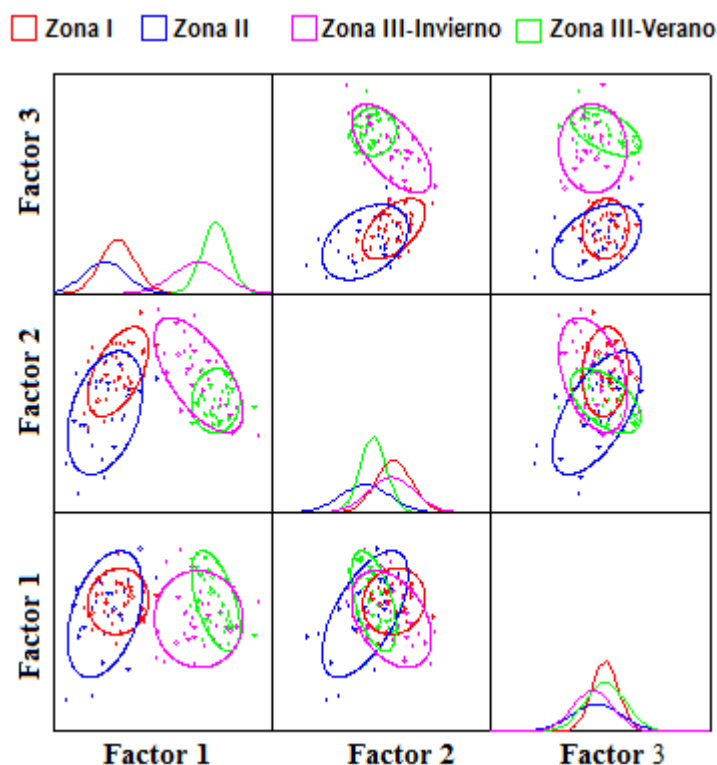 Zona I Zona II Zona III-Invierno Zona III-Verano
Factor 3
Factor 2
Factor 1
Factor 1 Factor 2 Factor 3